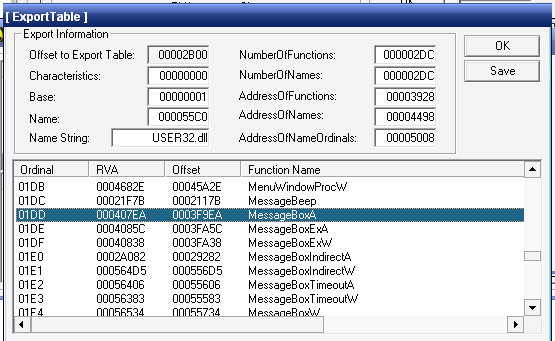 [ ExportTable ]
Export Information
Offset to Export Table: 00002B00 NumberOfFunctions: 000002DC OK
Characteristics: 00000000 NumberOfNames: 000002DC Save
Base: 00000001 AddressOfFunctions: 00003928
Name: 000055C0 AddressOfNames: 00004498
Name String: USER32.dll AddressOfNameOrdinals: 00005008
Ordinal RVA Offset Function Name
01DB 0004682E 00045A2E MenuWindowProcW
01DC 00021F7B 0002117B MessageBeep
01DD 000407EA 0003F9EA MessageBoxA
01DE 0004085C 0003FA5C MessageBoxExA
01DF 00040838 0003FA38 MessageBoxExW
01E0 0002A082 00029282 MessageBoxIndirectA
01E1 000564D5 000556D5 MessageBoxIndirectW
01E2 00056406 00055606 MessageBoxTimeoutA
01E3 00056383 00055583 MessageBoxTimeoutW
01E4 00056534 00055734 MessageBoxW